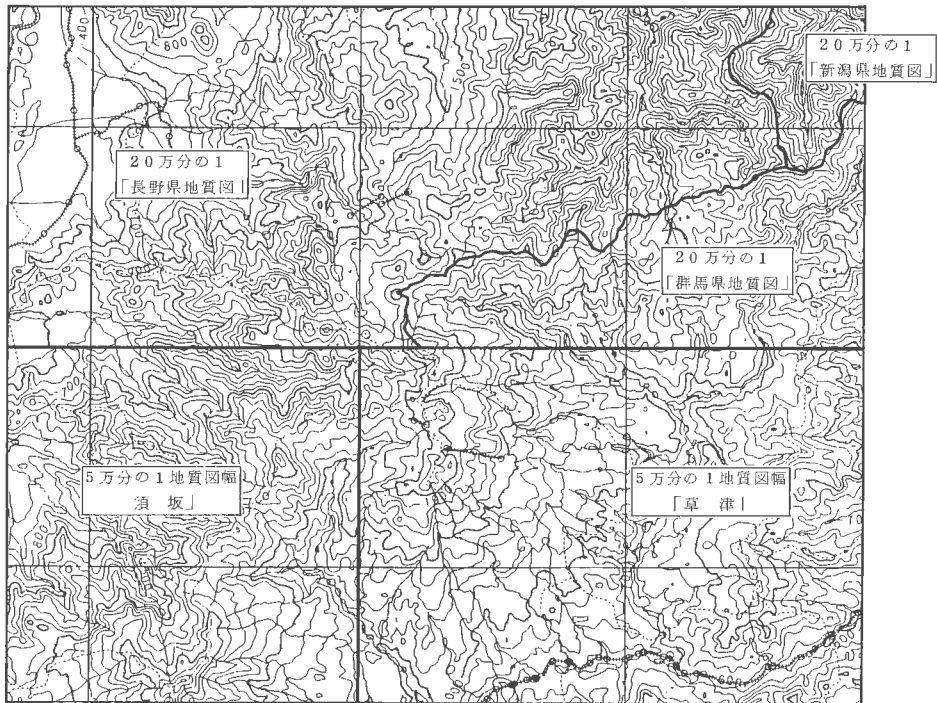 400
800
1500
20万分の1
「新潟県地質図」
20万分の1
「長野県地質図」
20万分の1
「群馬県地質図」
1000
5万分の1地質図幅
須 坂」
5万分の1地質図幅
「草 津」
800
600